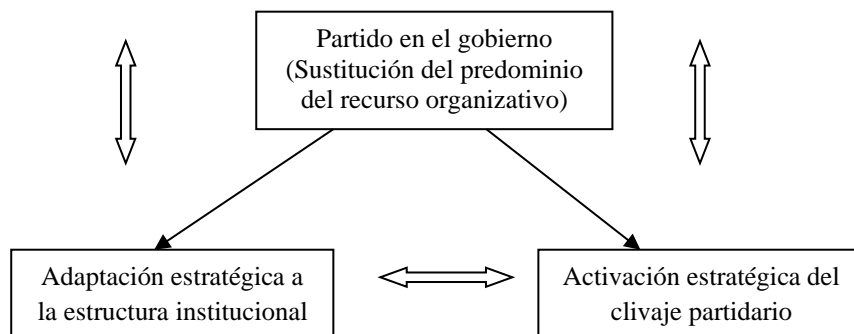 Partido en el gobierno
(Sustitución del predominio
del recurso organizativo)
Adaptación estratégica a
la estructura institucional
Activación estratégica del
clivaje partidario